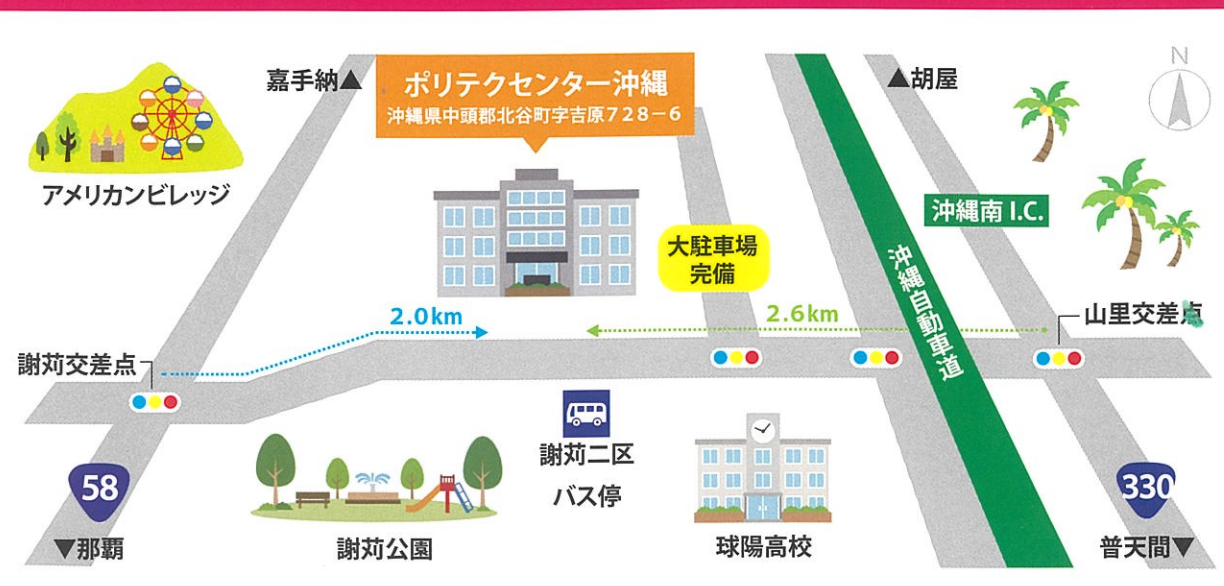 嘉手納▲
ポリテクセンター沖縄
沖縄県中頭郡北谷町字吉原728-6
▲胡屋
N
アメリカンビレッジ
沖縄南 I.C.
大駐車場
完備
沖縄自動車道
2.0km
2.6km
山里交差点
謝苅交差点
謝苅二区
バス停
58
330
▼那覇
謝苅公園
球陽高校
普天間▼